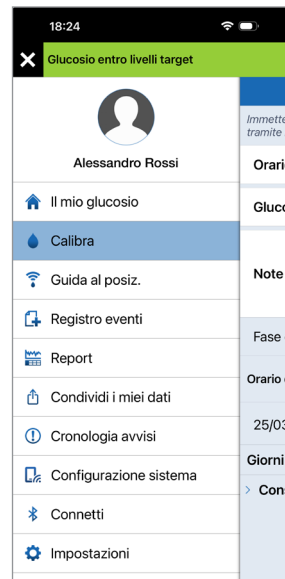 18:24
Glucosio entro livelli target
Alessandro Rossi
Il mio glucosio
Calibra
Guida al posiz.
Registro eventi
Report
Condividi i miei dati
Cronologia avvisi
Configurazione sistema
Connetti
Impostazioni
Immette
tramite
Orari
Gluco
Note
Fase
Orario
25/03
Giorni
Cons